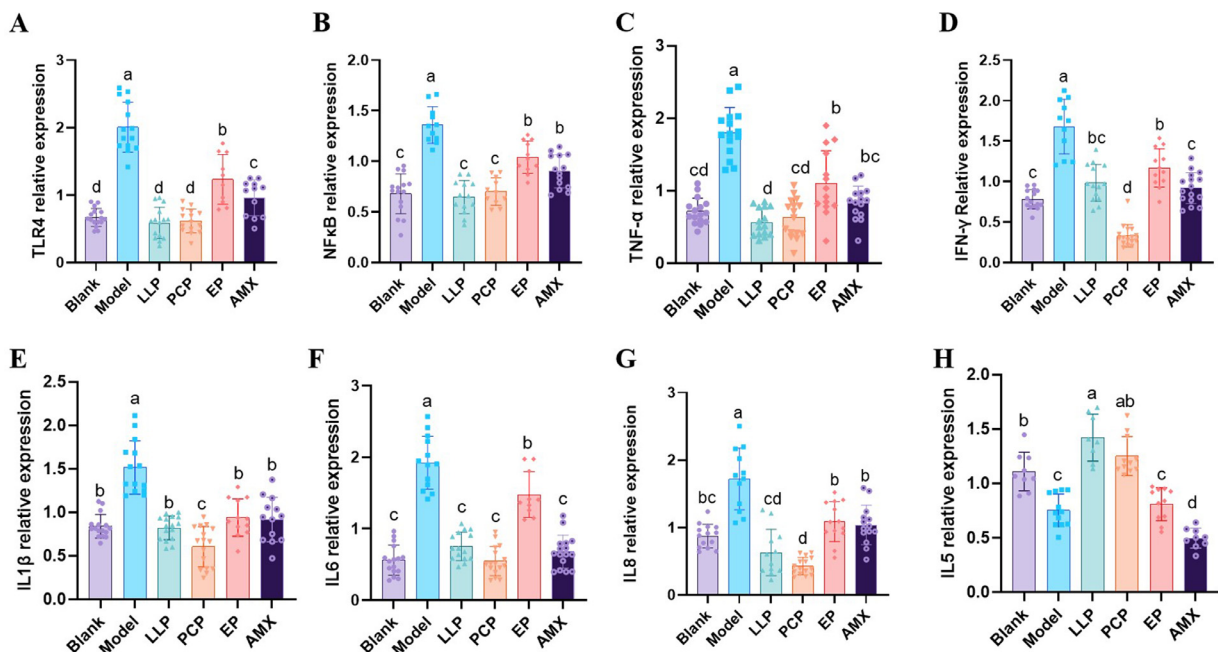 A
TLR4 relative expression
3
2
1
0
d
a
d
d
b
c
Blank
Model
LLP
PCP
EP
AMX
B
NFκB relative expression
2.0
1.5
1.0
0.5
0.0
c
a
c
c
b
b
Blank
Model
LLP
PCP
EP
AMX
C
TNF-α relative expression
3
2
1
0
cd
a
d
cd
b
bc
Blank
Model
LLP
PCP
EP
AMX
D
IFN-γ Relative expression
2.5
2.0
1.5
1.0
0.5
0.0
c
a
bc
d
b
c
Blank
Model
LLP
PCP
EP
AMX
E
IL1β relative expression
2.5
2.0
1.5
1.0
0.5
0.0
b
a
b
c
b
b
Blank
Model
LLP
PCP
EP
AMX
F
IL6 relative expression
3
2
1
0
c
a
c
c
b
c
Blank
Model
LLP
PCP
EP
AMX
G
IL8 relative expression
3
2
1
0
bc
a
cd
d
b
b
Blank
Model
LLP
PCP
EP
AMX
H
IL5 relative expression
2.0
1.5
1.0
0.5
0.0
b
c
a
ab
c
d
Blank
Model
LLP
PCP
EP
AMX